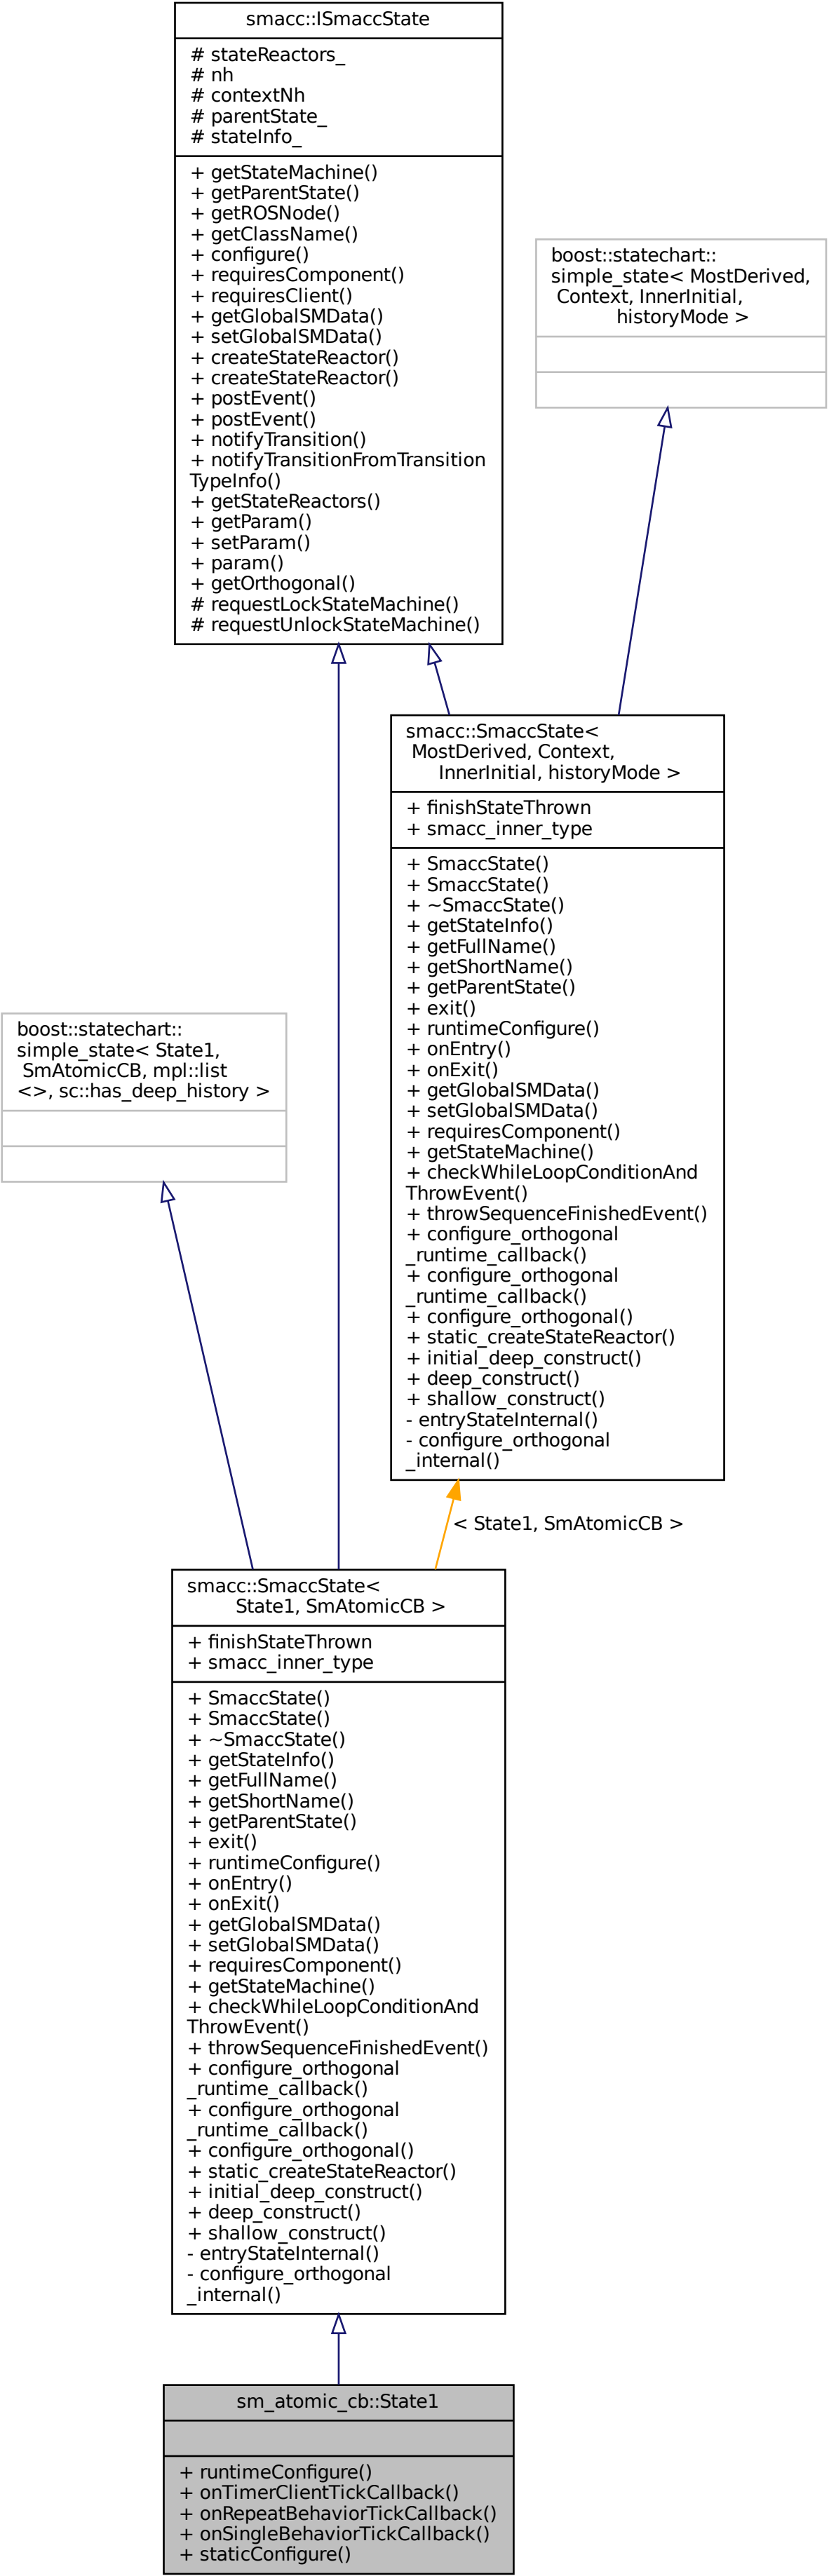 smacc::ISmaccState
# stateReactors_
# nh
# contextNh
# parentState_
# stateInfo_
+ getStateMachine()
+ getParentState()
+ getROSNode()
+ getClassName()
+ configure()
+ requiresComponent()
+ requiresClient()
+ getGlobalSMData()
+ setGlobalSMData()
+ createStateReactor()
+ createStateReactor()
+ postEvent()
+ postEvent()
+ notifyTransition()
+ notifyTransitionFromTransition
TypeInfo()
+ getStateReactors()
+ getParam()
+ setParam()
+ param()
+ getOrthogonal()
# requestLockStateMachine()
# requestUnlockStateMachine()
boost::statechart::
simple_state< MostDerived,
Context, InnerInitial,
historyMode >
smacc::SmaccState<
MostDerived, Context,
InnerInitial, historyMode >
+ finishStateThrown
+ smacc_inner_type
+ SmaccState()
+ SmaccState()
+ ~SmaccState()
+ getStateInfo()
+ getFullName()
+ getShortName()
+ getParentState()
+ exit()
+ runtimeConfigure()
+ onEntry()
+ onExit()
+ getGlobalSMData()
+ setGlobalSMData()
+ requiresComponent()
+ getStateMachine()
+ checkWhileLoopConditionAnd
ThrowEvent()
+ throwSequenceFinishedEvent()
+ configure_orthogonal
_runtime_callback()
+ configure_orthogonal
_runtime_callback()
+ configure_orthogonal()
+ static_createStateReactor()
+ initial_deep_construct()
+ deep_construct()
+ shallow_construct()
- entryStateInternal()
- configure_orthogonal
_internal()
boost::statechart::
simple_state< State1,
SmAtomicCB, mpl::list
<>, sc::has_deep_history >
< State1, SmAtomicCB >
smacc::SmaccState<
State1, SmAtomicCB >
+ finishStateThrown
+ smacc_inner_type
+ SmaccState()
+ SmaccState()
+ ~SmaccState()
+ getStateInfo()
+ getFullName()
+ getShortName()
+ getParentState()
+ exit()
+ runtimeConfigure()
+ onEntry()
+ onExit()
+ getGlobalSMData()
+ setGlobalSMData()
+ requiresComponent()
+ getStateMachine()
+ checkWhileLoopConditionAnd
ThrowEvent()
+ throwSequenceFinishedEvent()
+ configure_orthogonal
_runtime_callback()
+ configure_orthogonal
_runtime_callback()
+ configure_orthogonal()
+ static_createStateReactor()
+ initial_deep_construct()
+ deep_construct()
+ shallow_construct()
- entryStateInternal()
- configure_orthogonal
_internal()
sm_atomic_cb::State1
+ runtimeConfigure()
+ onTimerClientTickCallback()
+ onRepeatBehaviorTickCallback()
+ onSingleBehaviorTickCallback()
+ staticConfigure()